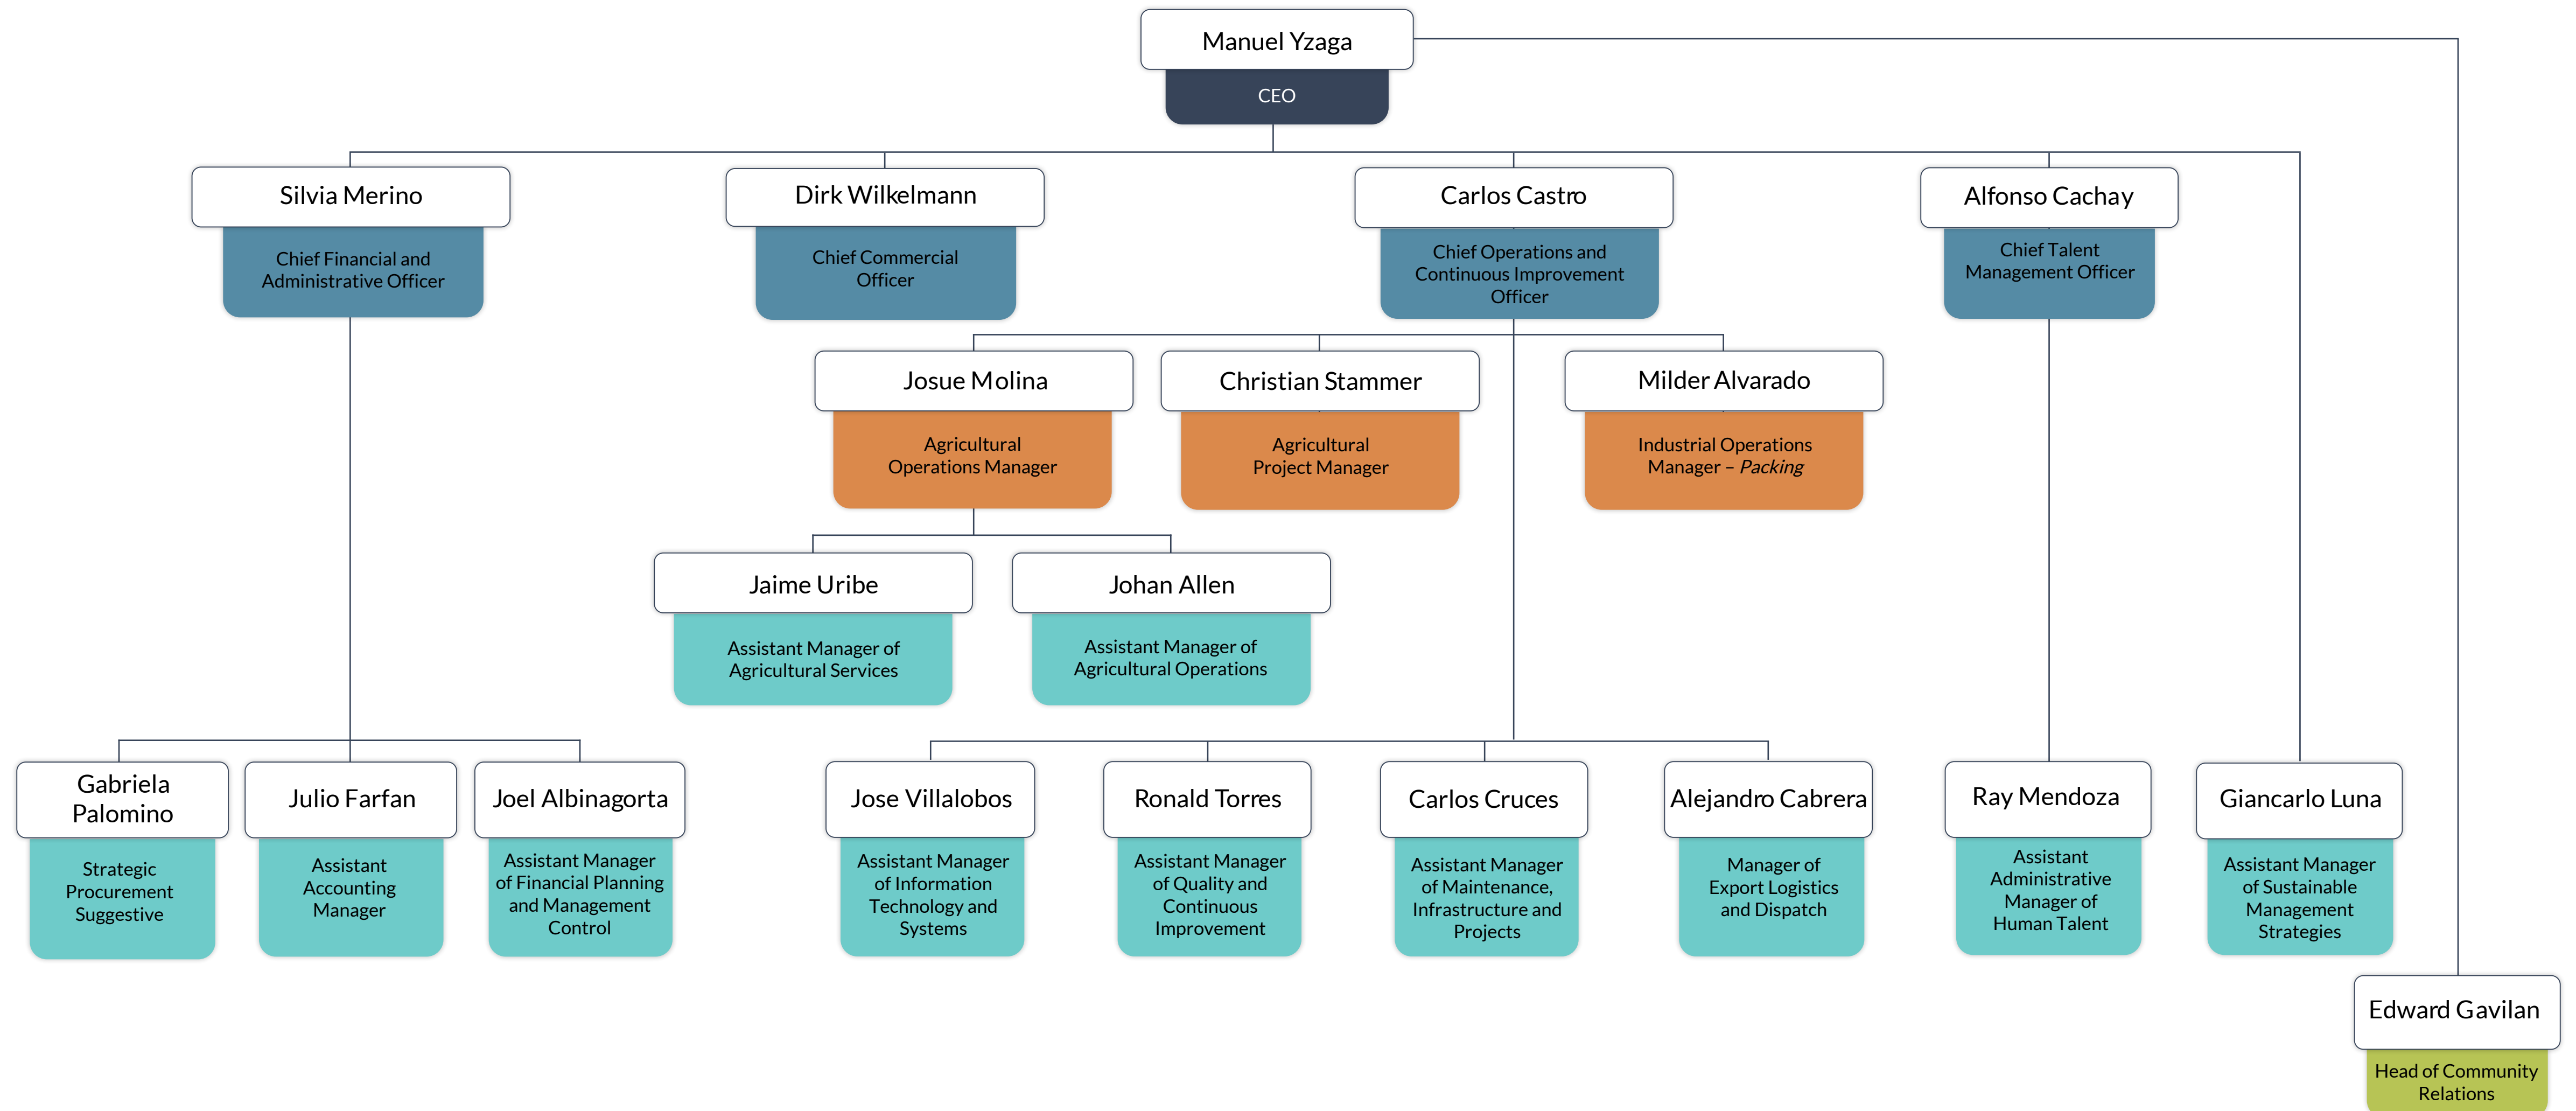 Manuel Yzaga
CEO
Silvia Merino
Chief Financial and
Administrative Officer
Dirk Wilkelmann
Chief Commercial
Officer
Carlos Castro
Chief Operations and
Continuous Improvement
Officer
Alfonso Cachay
Chief Talent
Management Officer
Josue Molina
Agricultural
Operations Manager
Christian Stammer
Agricultural
Project Manager
Milder Alvarado
Industrial Operations
Manager – Packing
Jaime Uribe
Assistant Manager of
Agricultural Services
Johan Allen
Assistant Manager of
Agricultural Operations
Gabriela
Palomino
Strategic
Procurement
Suggestive
Julio Farfan
Assistant
Accounting
Manager
Joel Albinagorta
Assistant Manager
of Financial Planning
and Management
Control
Jose Villalobos
Assistant Manager
of Information
Technology and
Systems
Ronald Torres
Assistant Manager
of Quality and
Continuous
Improvement
Carlos Cruces
Assistant Manager
of Maintenance,
Infrastructure and
Projects
Alejandro Cabrera
Manager of
Export Logistics
and Dispatch
Ray Mendoza
Assistant
Administrative
Manager of
Human Talent
Giancarlo Luna
Assistant Manager
of Sustainable
Management
Strategies
Edward Gavilan
Head of Community
Relations